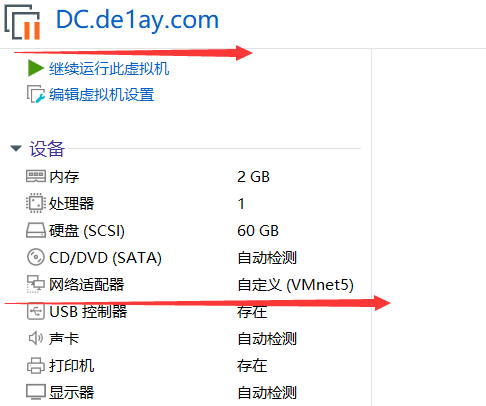 DC.de1ay.com
继续运行此虚拟机
编辑虚拟机设置
设备
内存 2 GB
处理器 1
硬盘 (SCSI) 60 GB
CD/DVD (SATA) 自动检测
网络适配器 自定义 (VMnet5)
USB 控制器 存在
声卡 自动检测
打印机 存在
显示器 自动检测